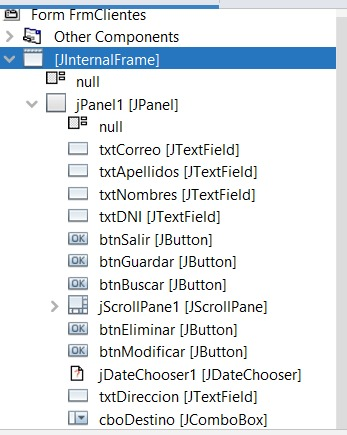 Form FrmClientes
Other Components
[JInternalFrame]
null
jPanel1 [JPanel]
null
txtCorreo [JTextField]
txtApellidos [JTextField]
txtNombres [JTextField]
txtDNI [JTextField]
OK btnSalir [JButton]
OK btnGuardar [JButton]
OK btnBuscar [JButton]
jScrollPane1 [JScrollPane]
OK btnEliminar [JButton]
OK btnModificar [JButton]
jDateChooser1 [JDateChooser]
txtDireccion [JTextField]
cboDestino [JComboBox]